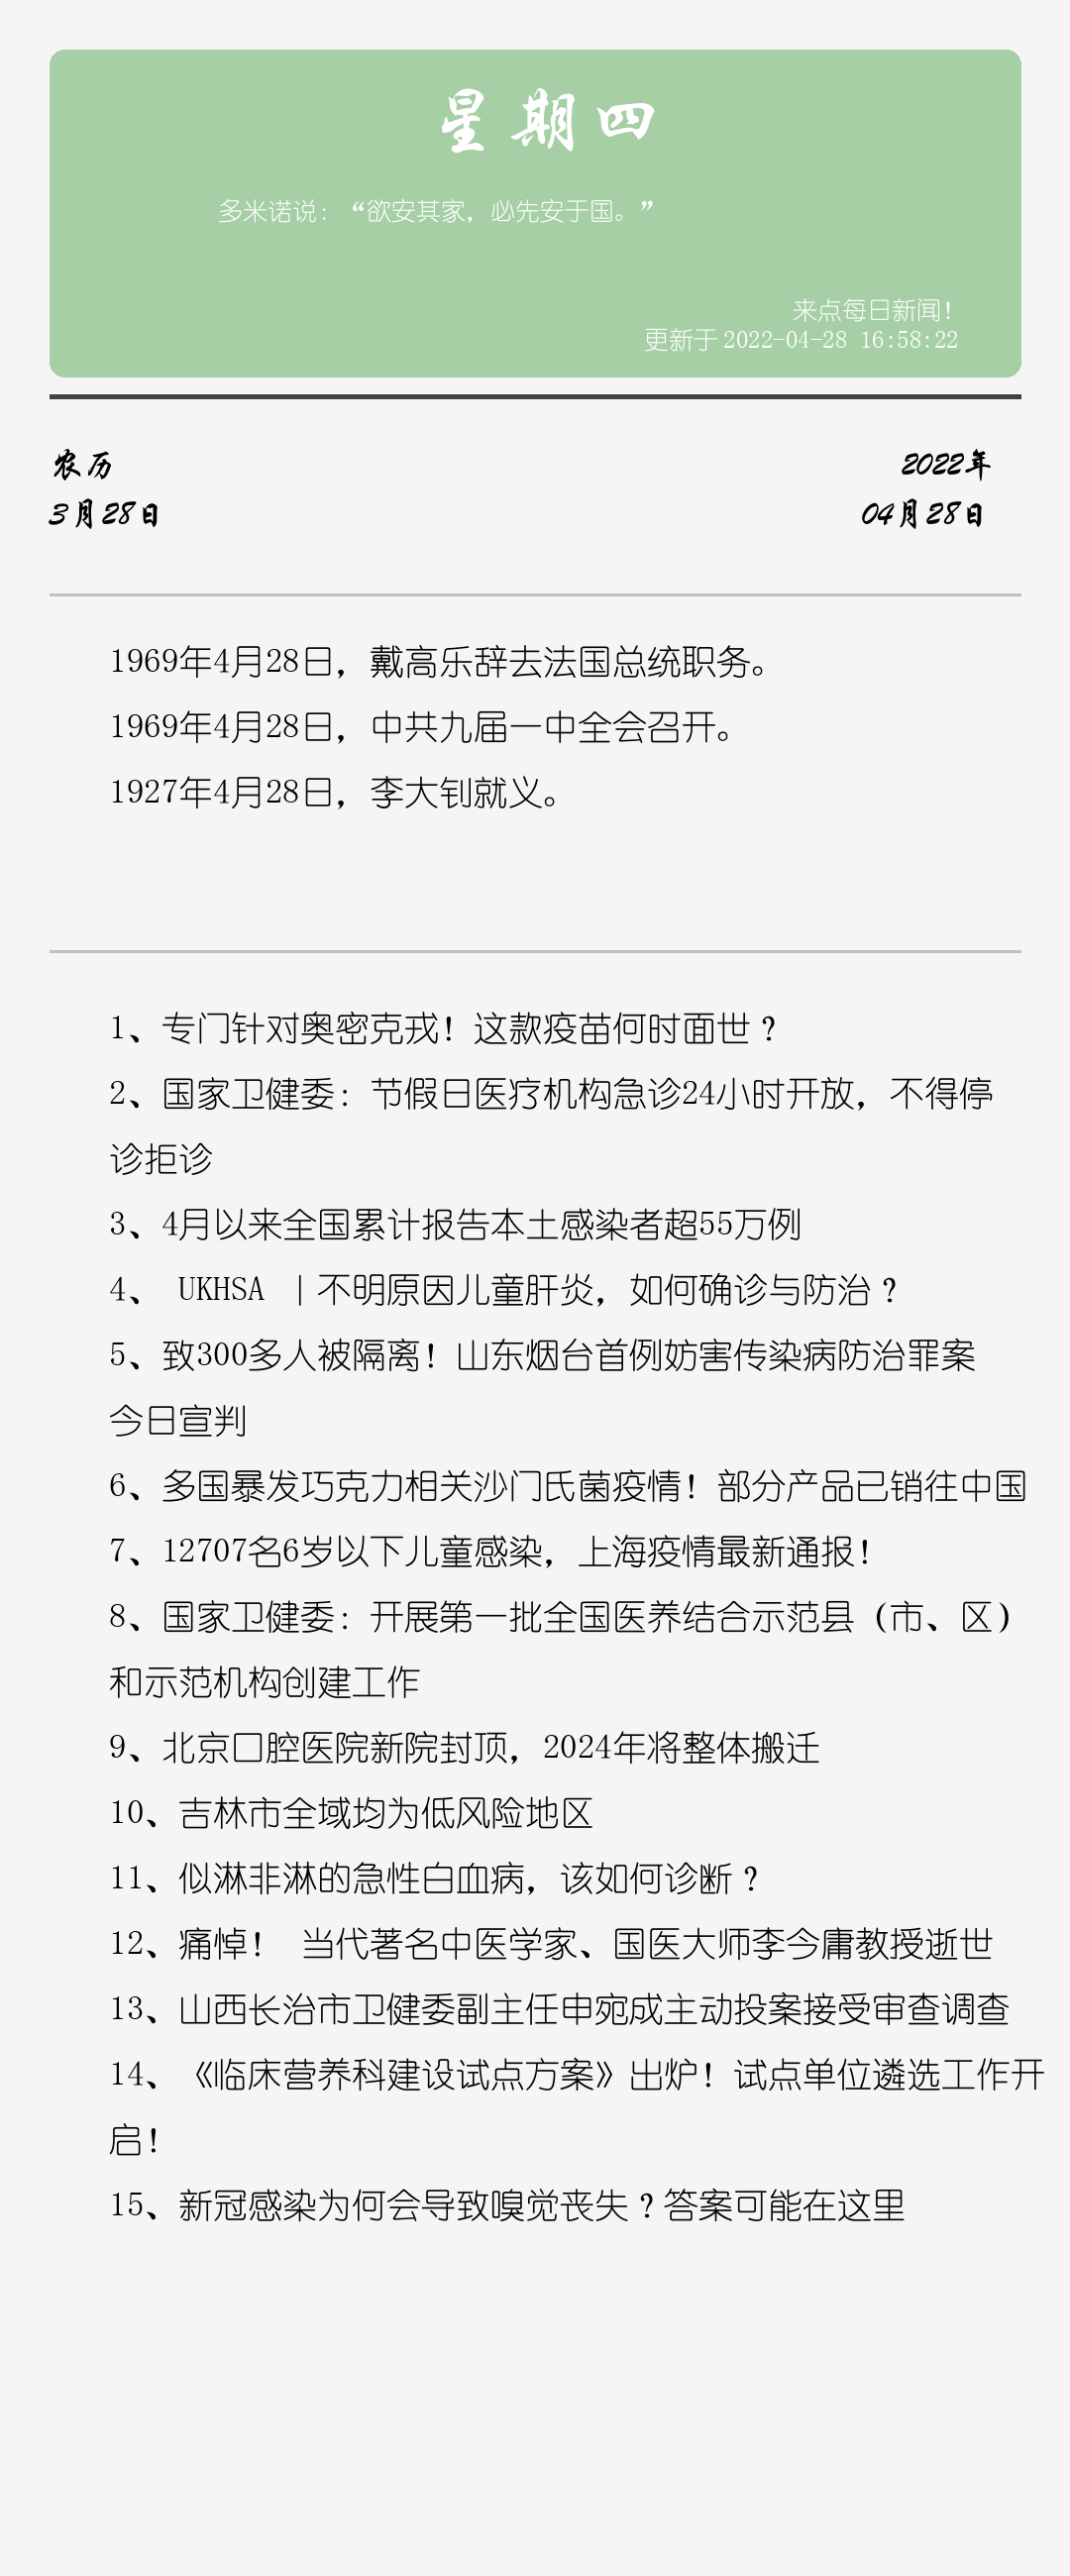 星期四
多米诺说：“欲安其家，必先安于国。”
来点每日新闻！
更新于2022-04-28 16:58:22
农历
2022年
3月28日
04月28日
1969年4月28日，戴高乐辞去法国总统职务。
1969年4月28日，中共九届一中全会召开。
1927年4月28日，李大钊就义。
1、专门针对奥密克戎！这款疫苗何时面世？
2、国家卫健委：节假日医疗机构急诊24小时开放，不得停
诊拒诊
3、4月以来全国累计报告本土感染者超55万例
4、 UKHSA ｜不明原因儿童肝炎，如何确诊与防治？
5、致300多人被隔离！山东烟台首例妨害传染病防治罪案
今日宣判
6、多国暴发巧克力相关沙门氏菌疫情！部分产品已销往中国
7、12707名6岁以下儿童感染，上海疫情最新通报！
8、国家卫健委：开展第一批全国医养结合示范县（市、区）
和示范机构创建工作
9、北京口腔医院新院封顶，2024年将整体搬迁
10、吉林市全域均为低风险地区
11、似淋非淋的急性白血病，该如何诊断？
12、痛悼！ 当代著名中医学家、国医大师李今庸教授逝世
13、山西长治市卫健委副主任申宛成主动投案接受审查调查
14、《临床营养科建设试点方案》出炉！试点单位遴选工作开
启！
15、新冠感染为何会导致嗅觉丧失？答案可能在这里